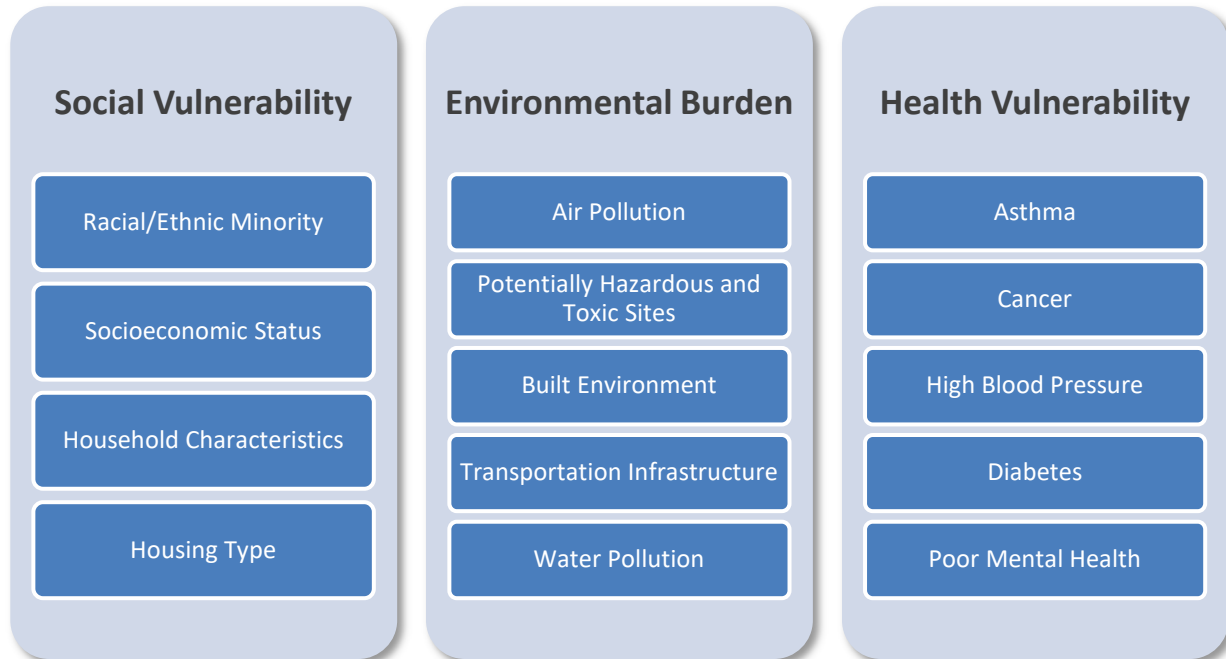 Social Vulnerability
Racial/Ethnic Minority
Socioeconomic Status
Household Characteristics
Housing Type
Environmental Burden
Air Pollution
Potentially Hazardous and
Toxic Sites
Built Environment
Transportation Infrastructure
Water Pollution
Health Vulnerability
Asthma
Cancer
High Blood Pressure
Diabetes
Poor Mental Health